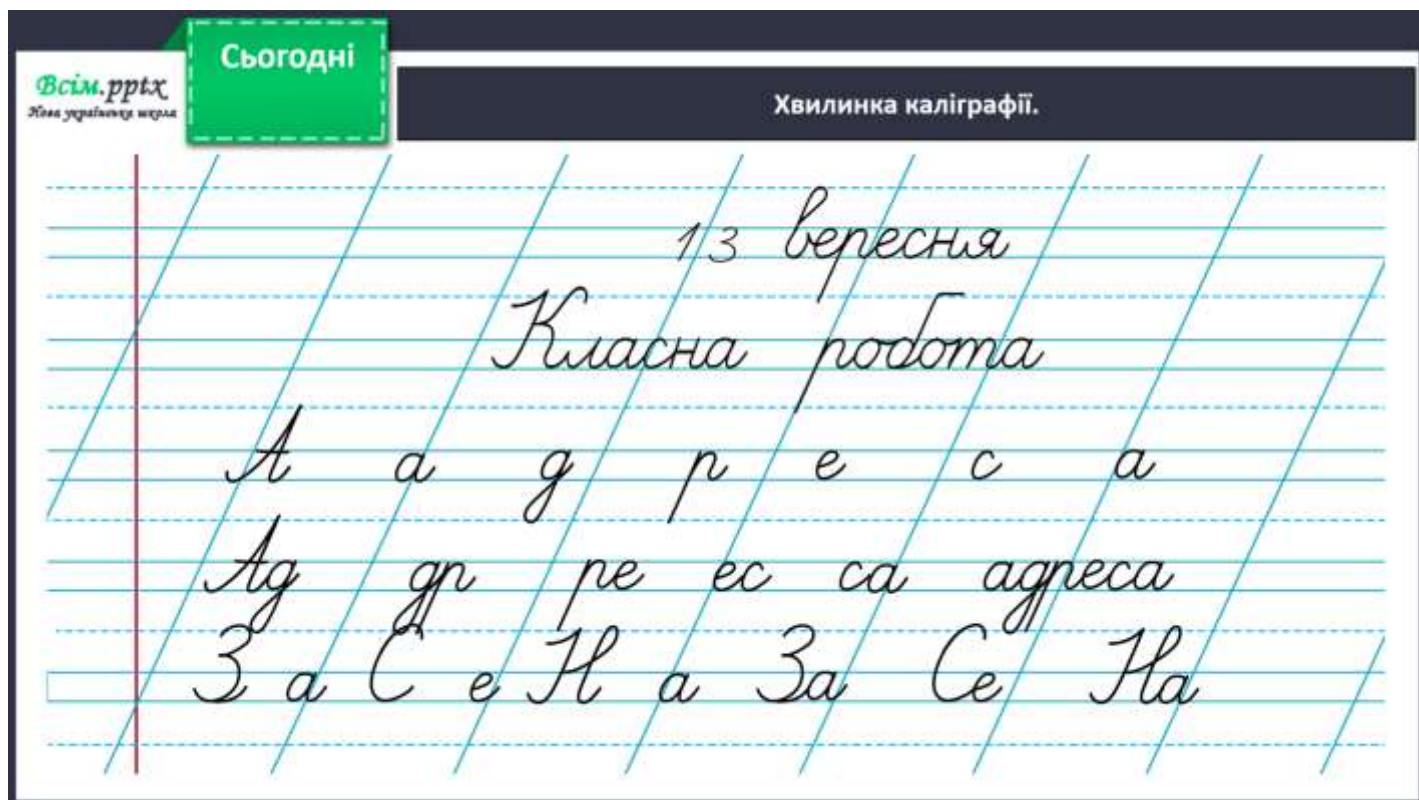 Сьогодні
Всім.pptx
Нова українська школа
Хвилинка каліграфії.
13 вересня
Класна робота
А а д р е с а
Ад др ре ес са адреса
З а С е Н а За Се На